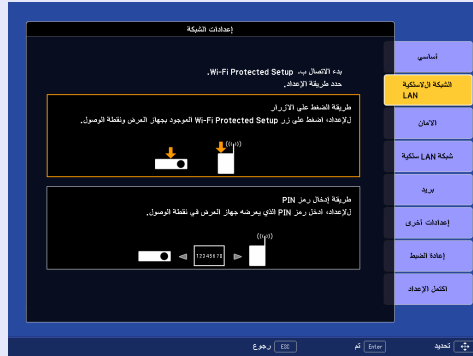 إعدادات الشبكة
بدء الاتصال بـ Wi-Fi Protected Setup.
حدد طريقة الإعداد.
طريقة الضغط على الازرار
للإعداد، اضغط على زر Wi-Fi Protected Setup الموجود بجهاز العرض ونقطة الوصول.
طريقة إدخال رمز PIN
للإعداد، ادخل رمز PIN الذي يعرضه جهاز العرض في نقطة الوصول.
12345678
أساسي
الشبكة اللاسلكية
LAN
الامان
شبكة LAN سلكية
بريد
إعدادات أخرى
إعادة الضبط
اكتمل الإعداد
تحديد
Enter تم
ESC رجوع